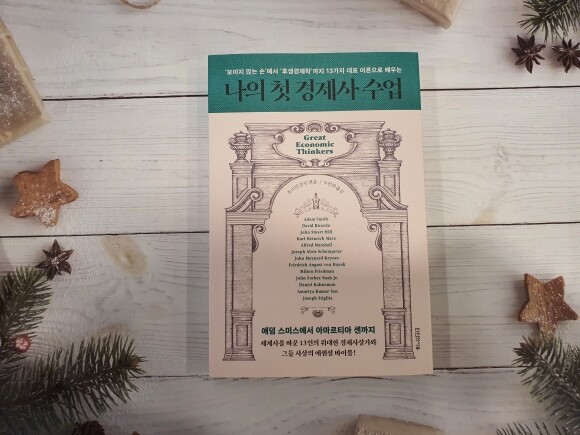 '보이지 않는 손'에서 '후생경제학'까지 13가지 대표 이론으로 배우는
나의 첫 경제사 수업
Great
Economic
Thinkers
Adam Smith
David Ricardo
John Stuart Mill
Karl Heinrich Marx
Alfred Marshall
Joseph Alois Schumpeter
John Maynard Keynes
Friedrich August von Hayek
Milton Friedman
John Forbes Nash Jr.
Daniel Kahneman
Amartya Kumar Sen
Joseph Stiglitz
애덤 스미스에서 아마르티아 센까지
세계사를 바꾼 13인의 위대한 경제사상가와
그들 사상의 에센셜 바이블!